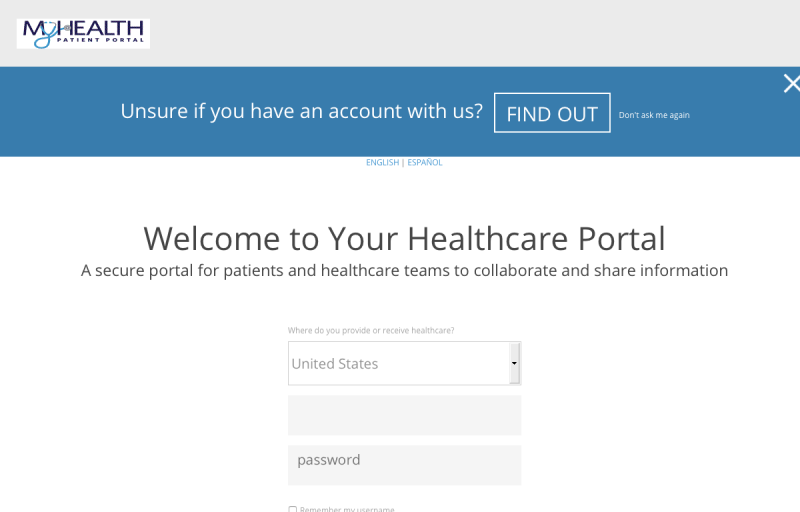 MyHEALTH
PATIENT PORTAL
Unsure if you have an account with us? FIND OUT Don't ask me again
ENGLISH | ESPAÑOL
Welcome to Your Healthcare Portal
A secure portal for patients and healthcare teams to collaborate and share information
Where do you provide or receive healthcare?
United States
password
Remember my username